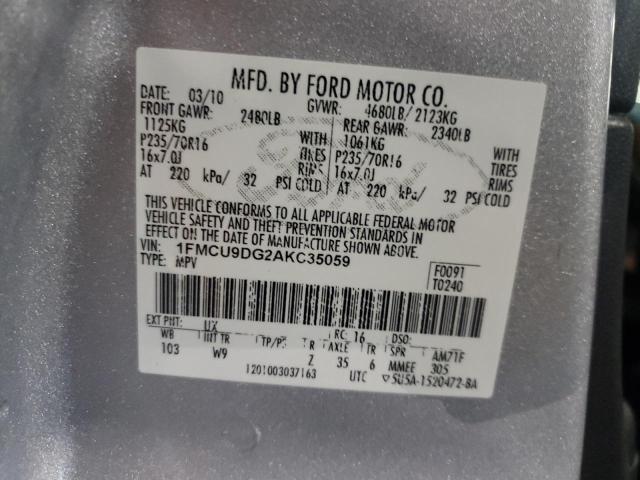 MFD. BY FORD MOTOR CO.
DATE: 03/10 GVWR: 4680LB/ 2123KG
FRONT GAWR: 2480LB REAR GAWR: 2340LB
1125KG WITH 1061KG WITH
P235/70R16 TIRES P235/70R16 TIRES
16x7.0J RIMS 16x7.0J RIMS
AT 220 kPa/ 32 PSI COLD AT 220 kPa/ 32 PSI COLD
THIS VEHICLE CONFORMS TO ALL APPLICABLE FEDERAL MOTOR
VEHICLE SAFETY AND THEFT PREVENTION STANDARDS IN
EFFECT ON THE DATE OF MANUFACTURE SHOWN ABOVE.
VIN: 1FMCU9DG2AKC35059
TYPE: MPV
F0091
T0240
EXT PNT: UX RC: 16 DSO:
WB INT TR TP/PS R AXLE TR SPR AM7TF
103 W9 2 35 6 MMEE 305
1201003037163 UTC ▽5U5A-1520472-BA